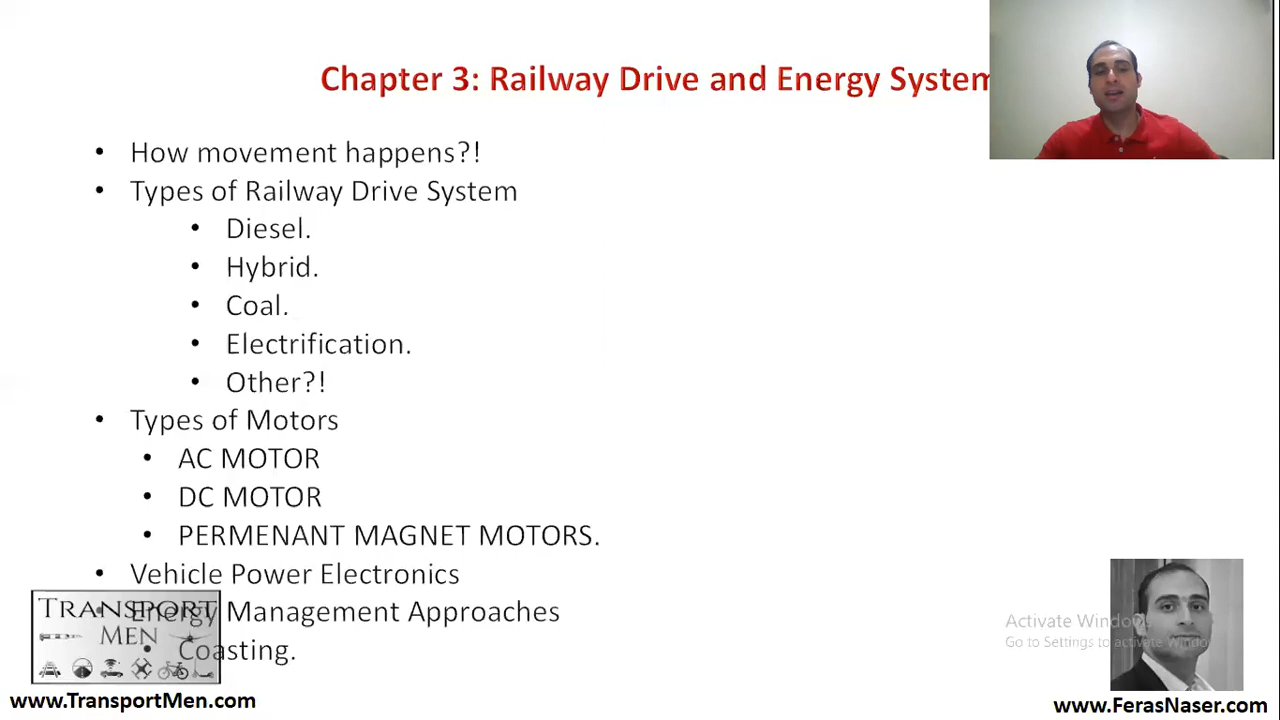 Chapter 3: Railway Drive and Energy System
• How movement happens?!
• Types of Railway Drive System
• Diesel.
• Hybrid.
• Coal.
• Electrification.
• Other?!
• Types of Motors
• AC MOTOR
• DC MOTOR
• PERMENANT MAGNET MOTORS.
• Vehicle Power Electronics
• Energy Management Approaches
• Coasting.
TRANSPORT
MEN
Activate Windows
Go to Settings to activate Windows
www.TransportMen.com
www.FerasNaser.com